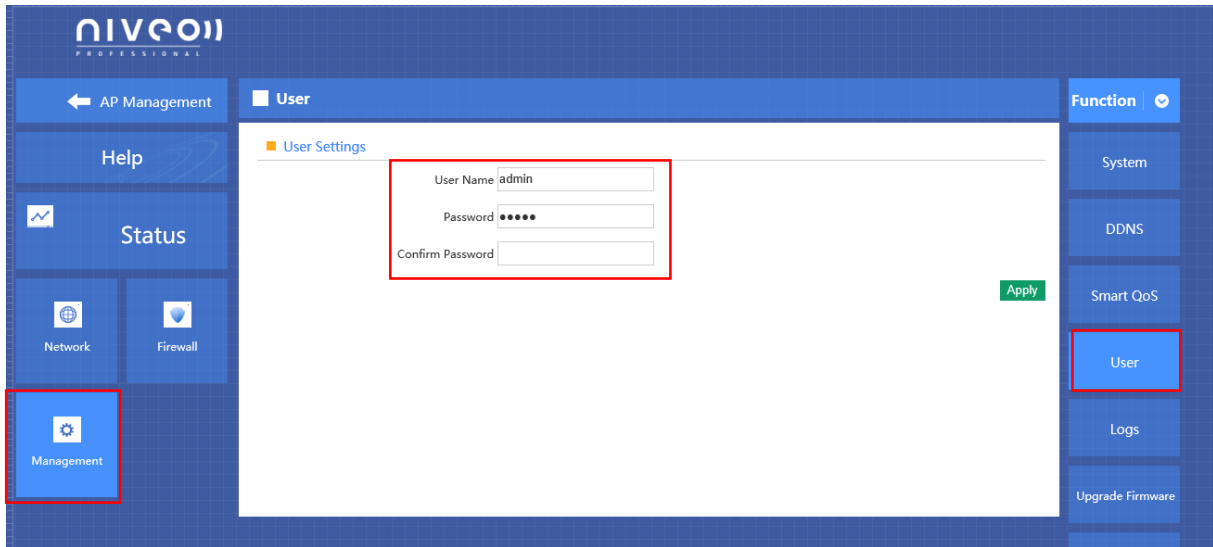 niveo
PROFESSIONAL
AP Management
Help
Status
Network
Firewall
Management
User
User Settings
User Name admin
Password •••••
Confirm Password
Apply
Function
System
DDNS
Smart QoS
User
Logs
Upgrade Firmware